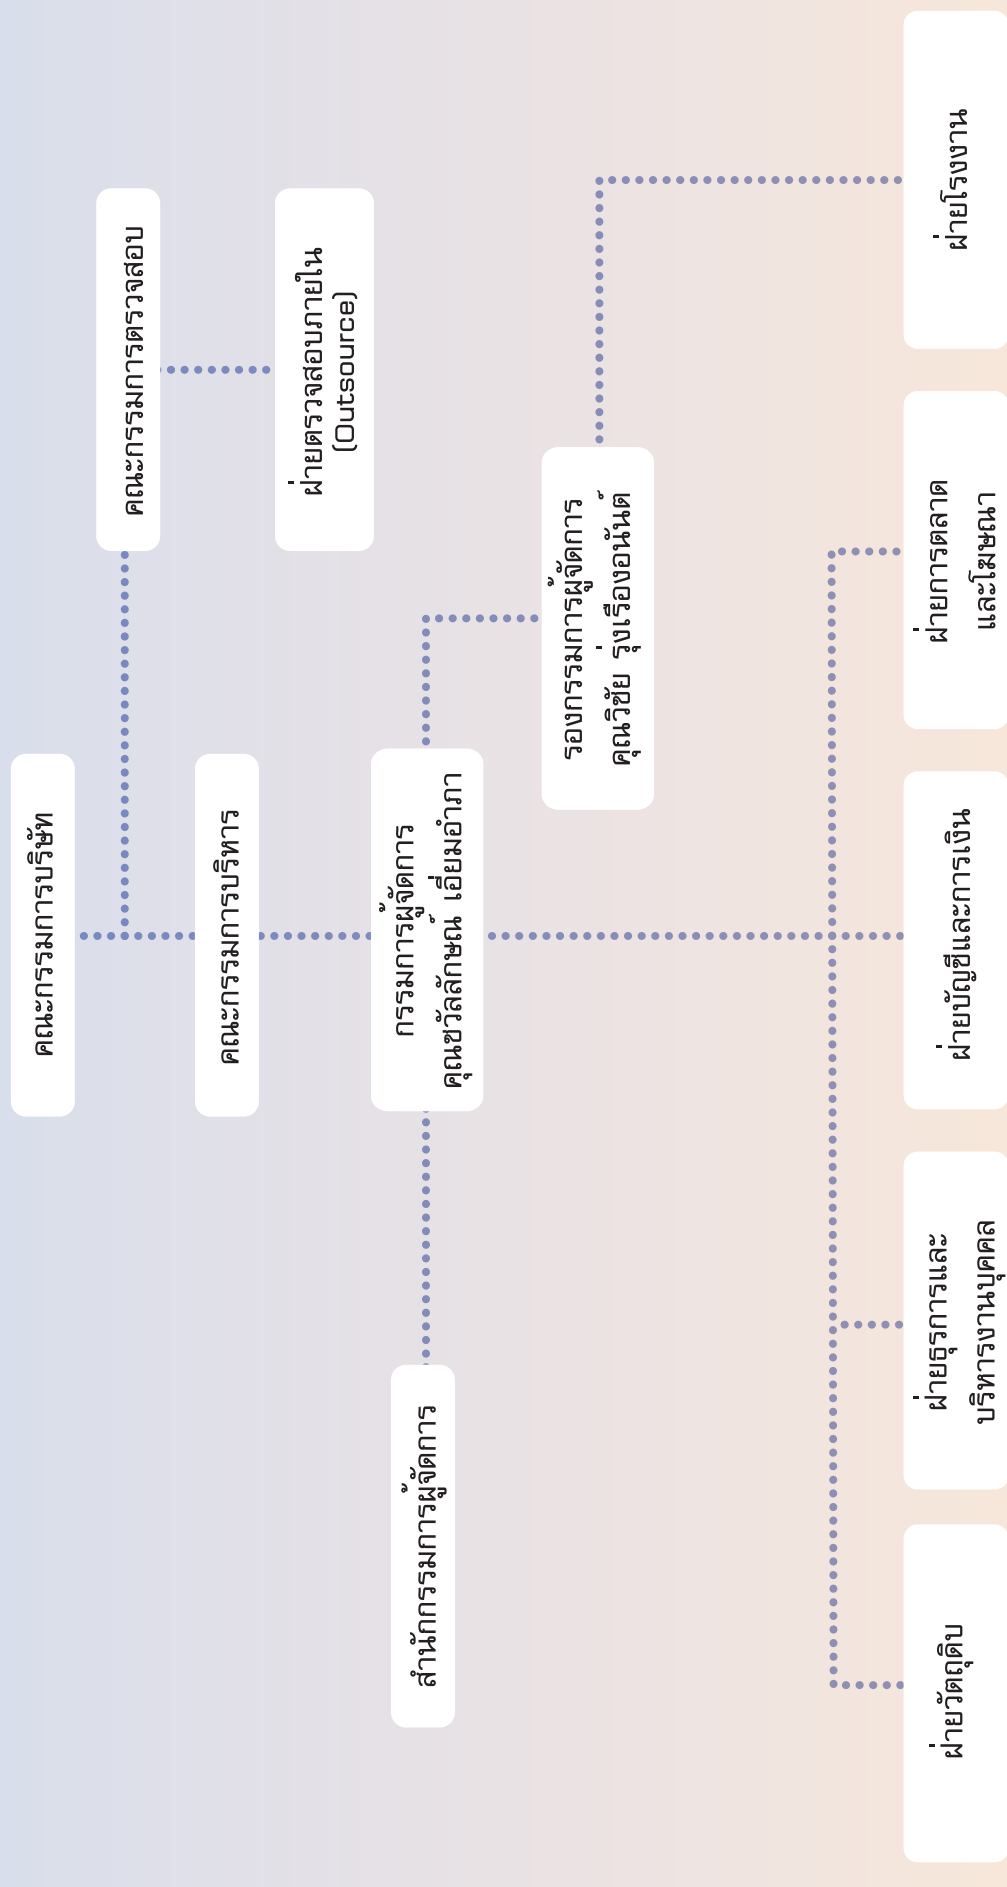 คณะกรรมการบริษัท
คณะกรรมการตรวจสอบ
คณะกรรมการบริหาร
ฝ่ายตรวจสอบภายใน
(Outsource)
กรรมการผู้จัดการ
คุณชวัลลักษณ์ เอี่ยมอำภา
สำนักกรรมการผู้จัดการ
รองกรรมการผู้จัดการ
คุณวิชัย รุ่งเรืองอนันต์
ฝ่ายวัตถุดิบ
ฝ่ายธุรการและ
บริหารงานบุคคล
ฝ่ายบัญชีและการเงิน
ฝ่ายการตลาด
และโฆษณา
ฝ่ายโรงงาน